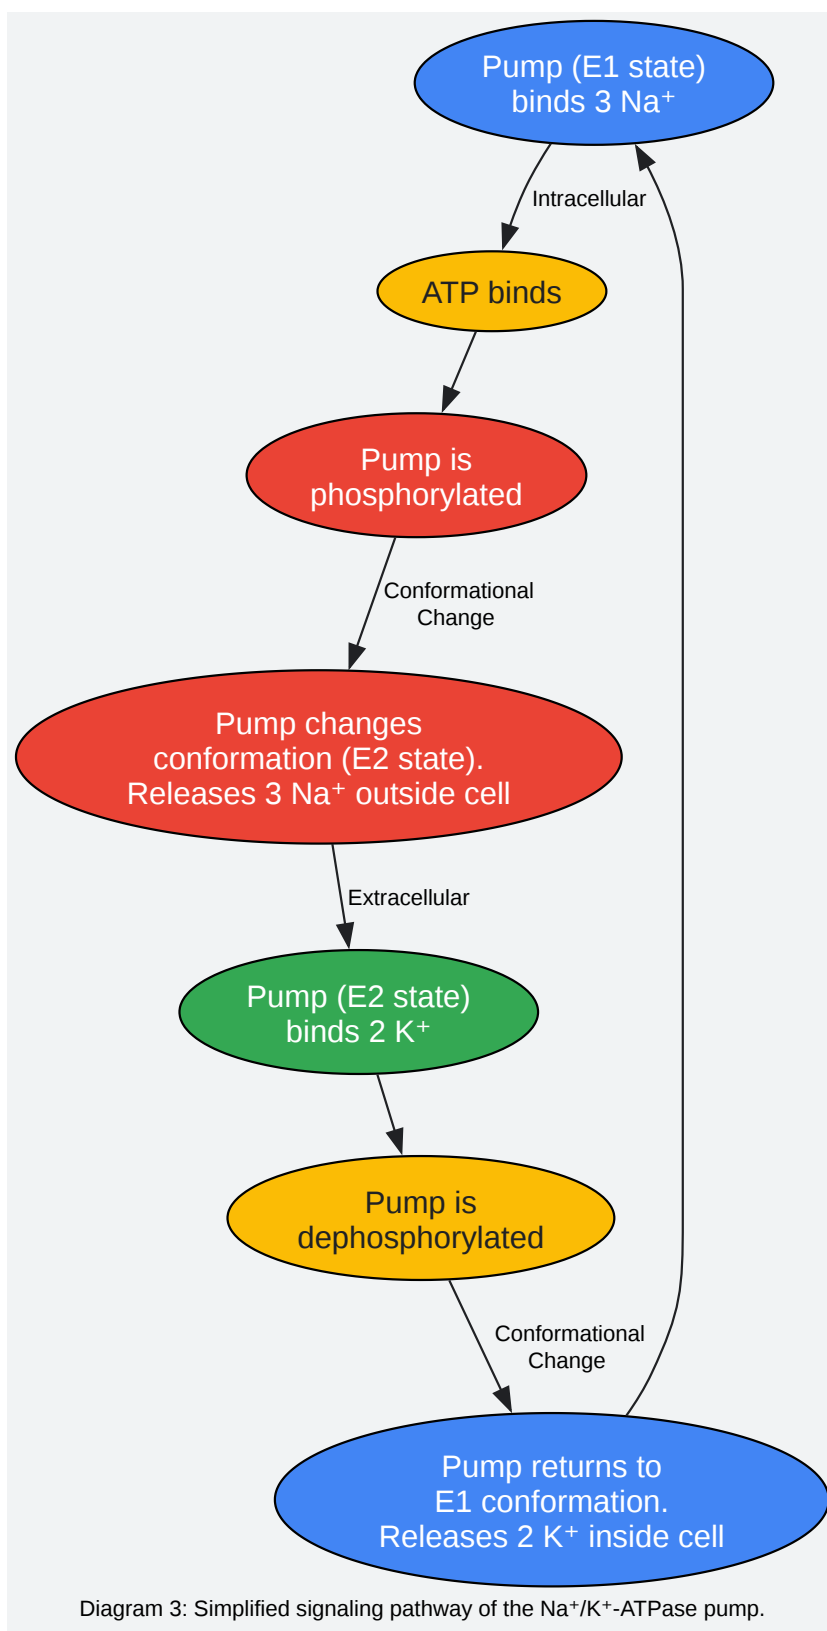 Pump (E1 state)
binds 3 Na⁺
Intracellular
ATP binds
Pump is
phosphorylated
Conformational
Change
Pump changes
conformation (E2 state).
Releases 3 Na⁺ outside cell
Extracellular
Pump (E2 state)
binds 2 K⁺
Pump is
dephosphorylated
Conformational
Change
Pump returns to
E1 conformation.
Releases 2 K⁺ inside cell
Diagram 3: Simplified signaling pathway of the Na⁺/K⁺-ATPase pump.